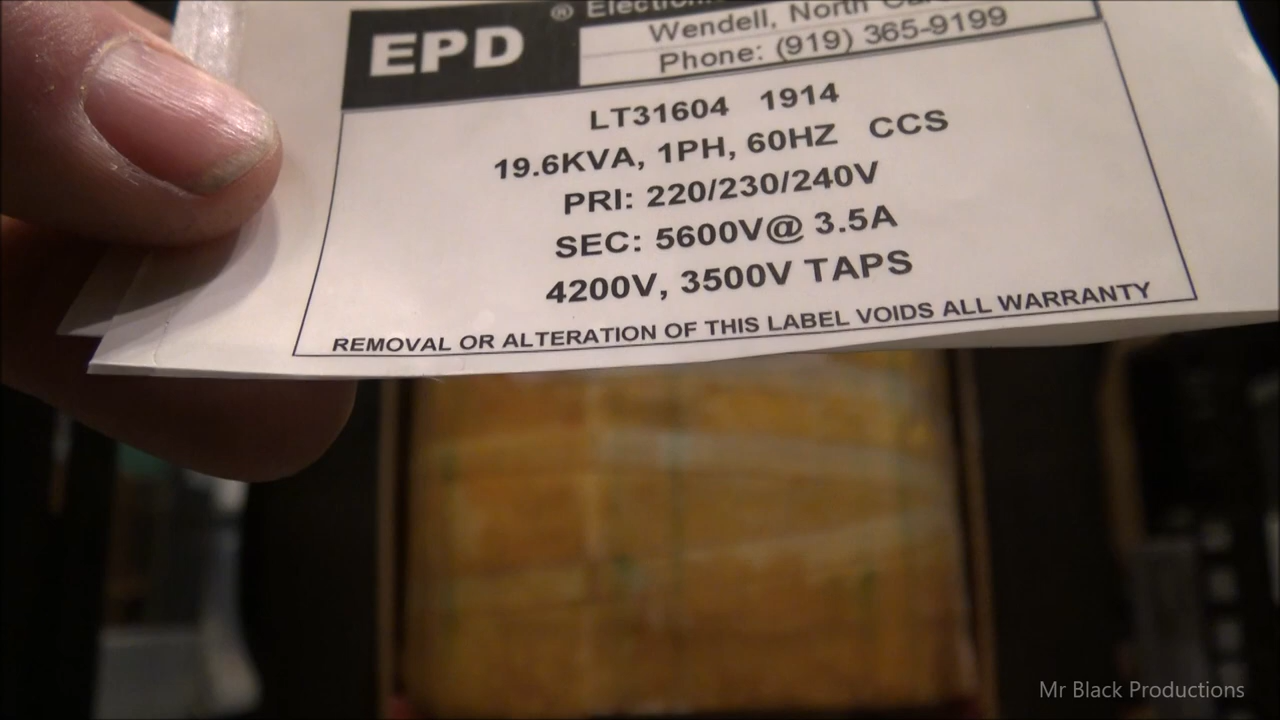 EPD ®
Wendell, North
Phone: (919) 365-9199
LT31604 1914
19.6KVA, 1PH, 60HZ CCS
PRI: 220/230/240V
SEC: 5600V@ 3.5A
4200V, 3500V TAPS
REMOVAL OR ALTERATION OF THIS LABEL VOIDS ALL WARRANTY
Mr Black Productions